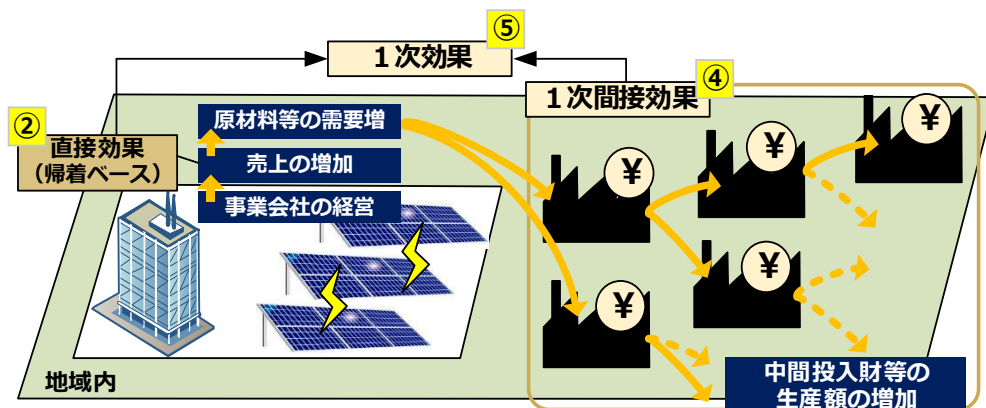 ⑤
1次効果
④
1次間接効果
②
直接効果
（帰着ベース）
原材料等の需要増
売上の増加
事業会社の経営
¥
¥
¥
¥
¥
地域内
中間投入財等の
生産額の増加